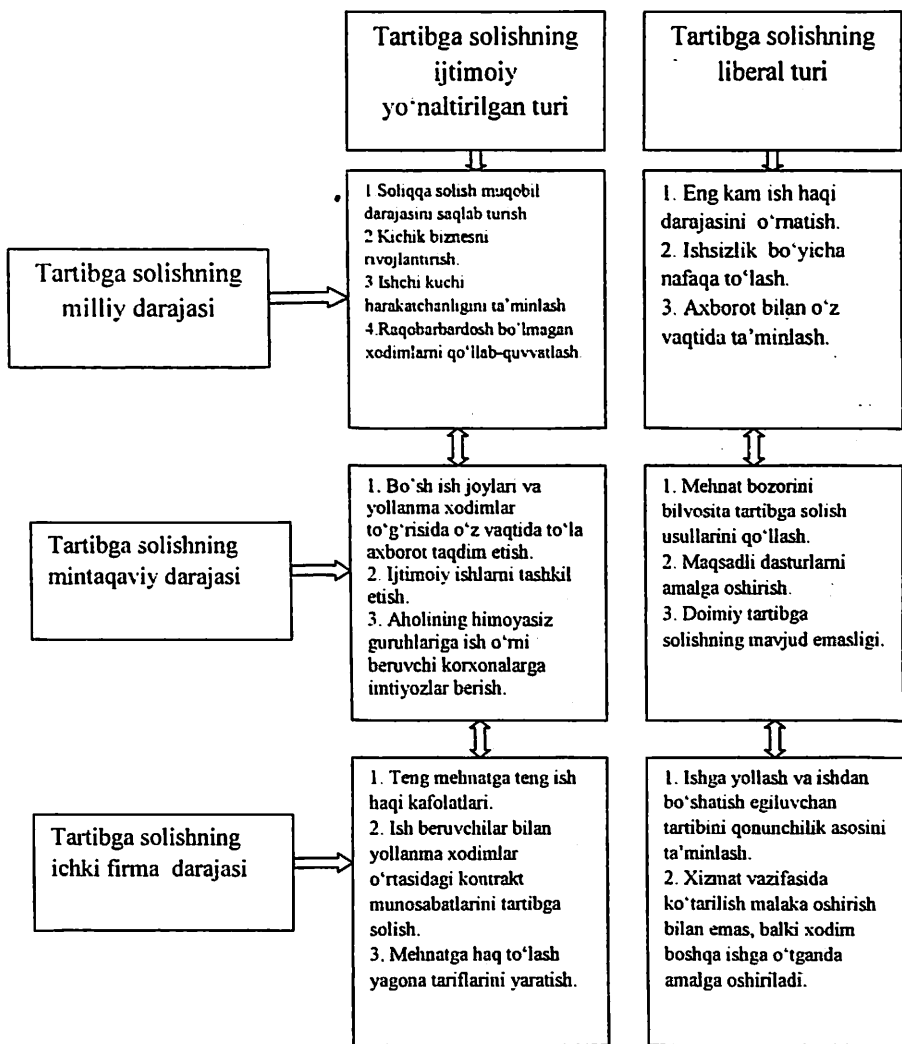 Tartibga solishning
ijtimoiy
yo‘naltirilgan turi
Tartibga solishning
liberal turi
Tartibga solishning
milliy darajasi
1 Soliqqa solish muqobil
darajasini saqlab turish
2 Kichik biznesni
rivojlantirish.
3 Ishchi kuchi
harakatchanligini ta’minlash
4.Raqobarbardosh bo‘lmagan
xodimlarni qo‘llab-quvvatlash
1. Eng kam ish haqi
darajasini o‘rnatish.
2. Ishsizlik bo‘yicha
nafaqa to‘lash.
3. Axborot bilan o‘z
vaqtida ta’minlash.
Tartibga solishning
mintaqaviy darajasi
1. Bo‘sh ish joylari va
yollanma xodimlar
to‘g‘risida o‘z vaqtida to‘la
axborot taqdim etish.
2. Ijtimoiy ishlarni tashkil
etish.
3. Aholining himoyasiz
guruhlariga ish o‘rni
beruvchi korxonalarga
imtiyozlar berish.
1. Mehnat bozorini
bilvosita tartibga solish
usullarini qo‘llash.
2. Maqsadli dasturlarni
amalga oshirish.
3. Doimiy tartibga
solishning mavjud emasligi.
Tartibga solishning
ichki firma darajasi
1. Teng mehnatga teng ish
haqi kafolatlari.
2. Ish beruvchilar bilan
yollanma xodimlar
o‘rtasidagi kontrakt
munosabatlarini tartibga
solish.
3. Mehnatga haq to‘lash
yagona tariflarini yaratish.
1. Ishga yollash va ishdan
bo‘shatish egiluvchan
tartibini qonunchilik asosini
ta’minlash.
2. Xizmat vazifasida
ko‘tarilish malaka oshirish
bilan emas, balki xodim
boshqa ishga o‘tganda
amalga oshiriladi.